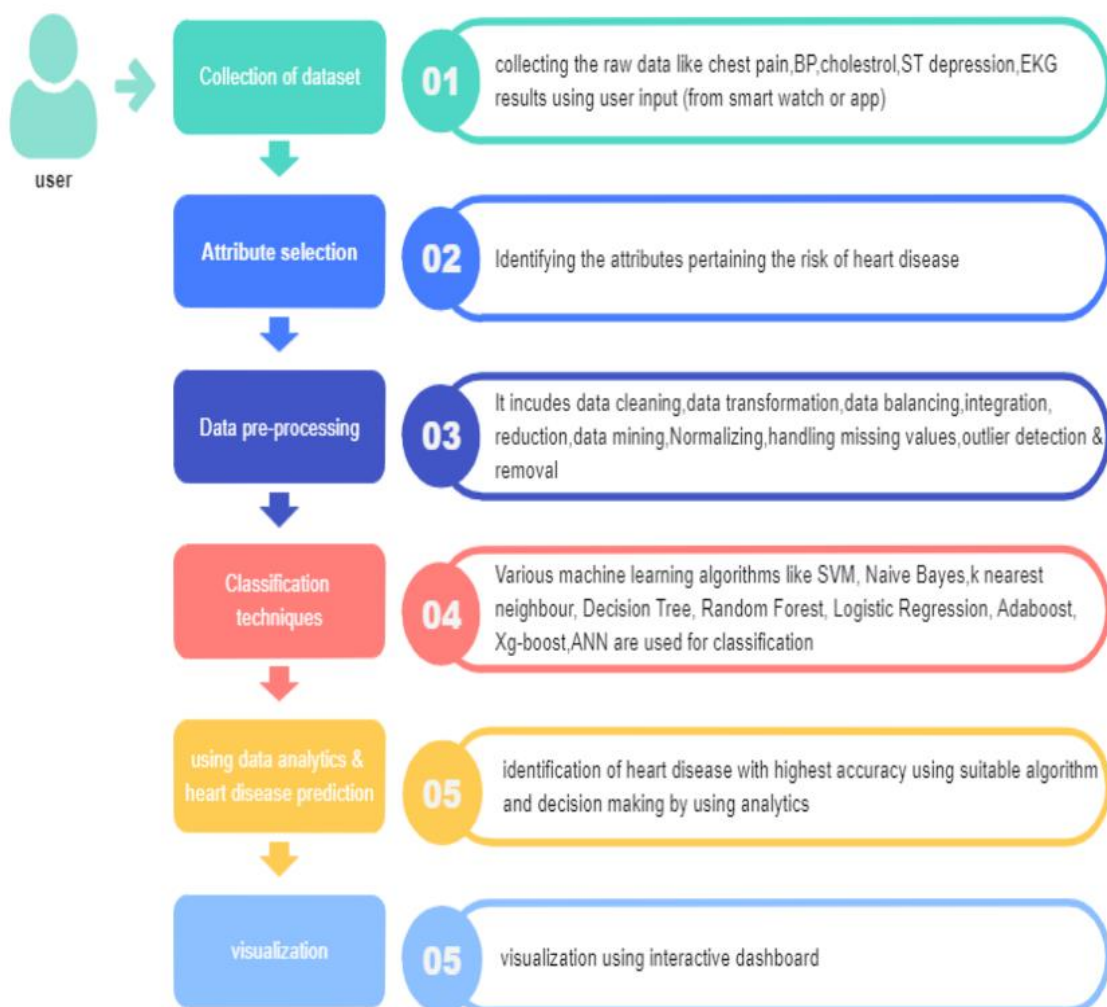 user
Collection of dataset
01
collecting the raw data like chest pain,BP,cholestrol,ST depression,EKG
results using user input (from smart watch or app)
Attribute selection
02
Identifying the attributes pertaining the risk of heart disease
Data pre-processing
03
It incudes data cleaning,data transformation,data balancing,integration,
reduction,data mining,Normalizing,handling missing values,outlier detection &
removal
Classification
techniques
04
Various machine learning algorithms like SVM, Naive Bayes,k nearest
neighbour, Decision Tree, Random Forest, Logistic Regression, Adaboost,
Xg-boost,ANN are used for classification
using data analytics &
heart disease prediction
05
identification of heart disease with highest accuracy using suitable algorithm
and decision making by using analytics
visualization
05
visualization using interactive dashboard